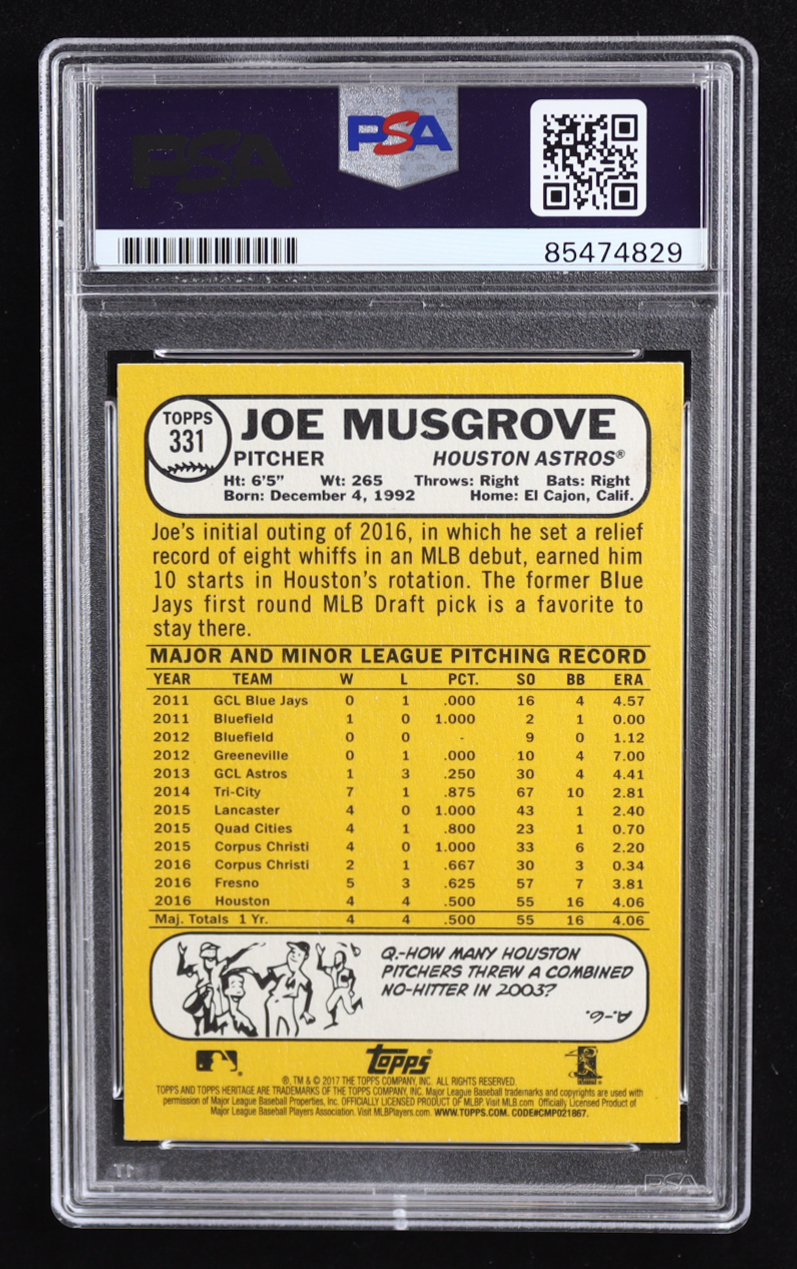 PSA
PSA
85474829
TOPPS
331
JOE MUSGROVE
PITCHER HOUSTON ASTROS®
Ht: 6'5" Wt: 265 Throws: Right Bats: Right
Born: December 4, 1992 Home: El Cajon, Calif.
Joe's initial outing of 2016, in which he set a relief
record of eight whiffs in an MLB debut, earned him
10 starts in Houston's rotation. The former Blue
Jays first round MLB Draft pick is a favorite to
stay there.
MAJOR AND MINOR LEAGUE PITCHING RECORD
YEAR TEAM W L PCT. SO BB ERA
2011 GCL Blue Jays 0 1 .000 16 4 4.57
2011 Bluefield 1 0 1.000 2 1 0.00
2012 Bluefield 0 0 - 9 0 1.12
2012 Greeneville 0 1 .000 10 4 7.00
2013 GCL Astros 1 3 .250 30 4 4.41
2014 Tri-City 7 1 .875 67 10 2.81
2015 Lancaster 4 0 1.000 43 1 2.40
2015 Quad Cities 4 1 .800 23 1 0.70
2015 Corpus Christi 4 0 1.000 33 6 2.20
2016 Corpus Christi 2 1 .667 30 3 0.34
2016 Fresno 5 3 .625 57 7 3.81
2016 Houston 4 4 .500 55 16 4.06
Maj. Totals 1 Yr. 4 4 .500 55 16 4.06
Q.-HOW MANY HOUSTON
PITCHERS THREW A COMBINED
NO-HITTER IN 2003?
A.-6.
Topps®
®, TM & © 2017 THE TOPPS COMPANY, INC. ALL RIGHTS RESERVED.
TOPPS AND TOPPS HERITAGE ARE TRADEMARKS OF THE TOPPS COMPANY, INC. Major League Baseball trademarks and copyrights are used with
permission of Major League Baseball Properties, Inc. OFFICIALLY LICENSED PRODUCT OF MLBP. Visit MLB.com Officially Licensed Product of
Major League Baseball Players Association. Visit MLBPlayers.com. WWW.TOPPS.COM. CODE#CMP021867.
PSA